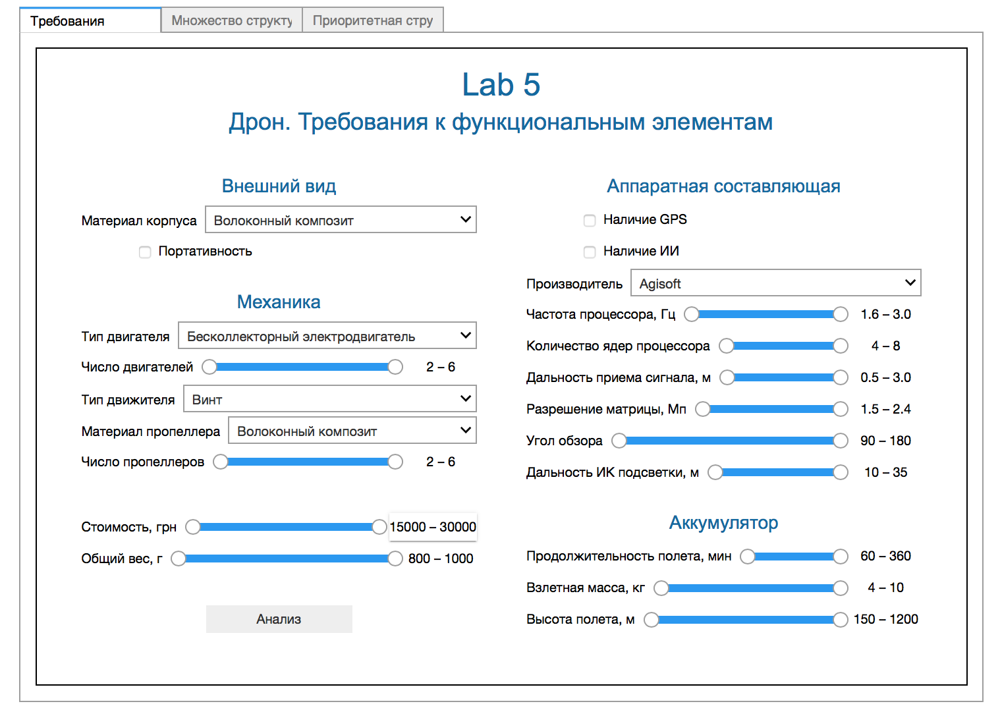 Требования
Множество структу
Приоритетная стру
Lab 5
Дрон. Требования к функциональным элементам
Внешний вид
Материал корпуса Волоконный композит
Портативность
Механика
Тип двигателя Бесколлекторный электродвигатель
Число двигателей 2 – 6
Тип движителя Винт
Материал пропеллера Волоконный композит
Число пропеллеров 2 – 6
Стоимость, грн 15000 – 30000
Общий вес, г 800 – 1000
Анализ
Аппаратная составляющая
Наличие GPS
Наличие ИИ
Производитель Agisoft
Частота процессора, Гц 1.6 – 3.0
Количество ядер процессора 4 – 8
Дальность приема сигнала, м 0.5 – 3.0
Разрешение матрицы, Мп 1.5 – 2.4
Угол обзора 90 – 180
Дальность ИК подсветки, м 10 – 35
Аккумулятор
Продолжительность полета, мин 60 – 360
Взлетная масса, кг 4 – 10
Высота полета, м 150 – 1200